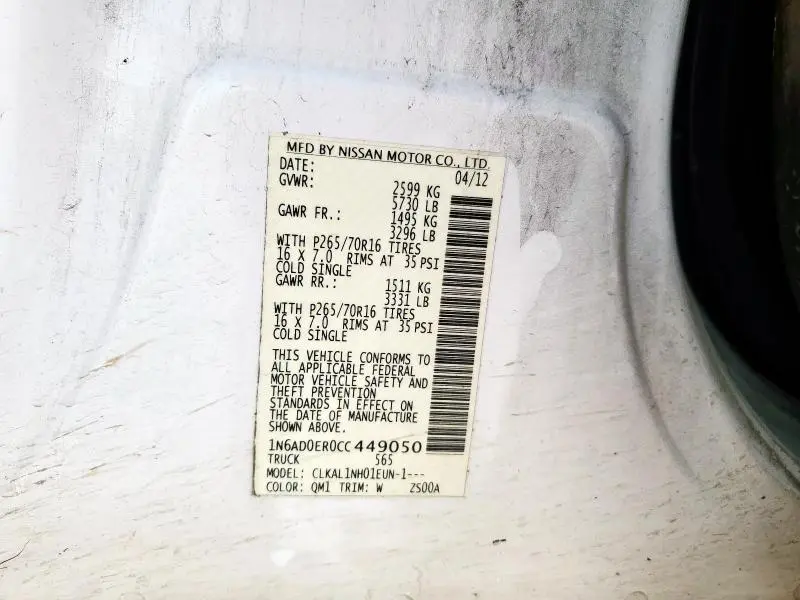 MFD BY NISSAN MOTOR CO., LTD.
DATE: 04/12
GVWR: 2599 KG
5730 LB
GAWR FR.: 1495 KG
3296 LB
WITH P265/70R16 TIRES
16 X 7.0 RIMS AT 35 PSI
COLD SINGLE
GAWR RR.: 1511 KG
3331 LB
WITH P265/70R16 TIRES
16 X 7.0 RIMS AT 35 PSI
COLD SINGLE
THIS VEHICLE CONFORMS TO
ALL APPLICABLE FEDERAL
MOTOR VEHICLE SAFETY AND
THEFT PREVENTION
STANDARDS IN EFFECT ON
THE DATE OF MANUFACTURE
SHOWN ABOVE.
1N6AD0ER0CC 449050
TRUCK 565
MODEL: CLKAL1NH01EUN-1---
COLOR: QM1 TRIM: W ZS00A